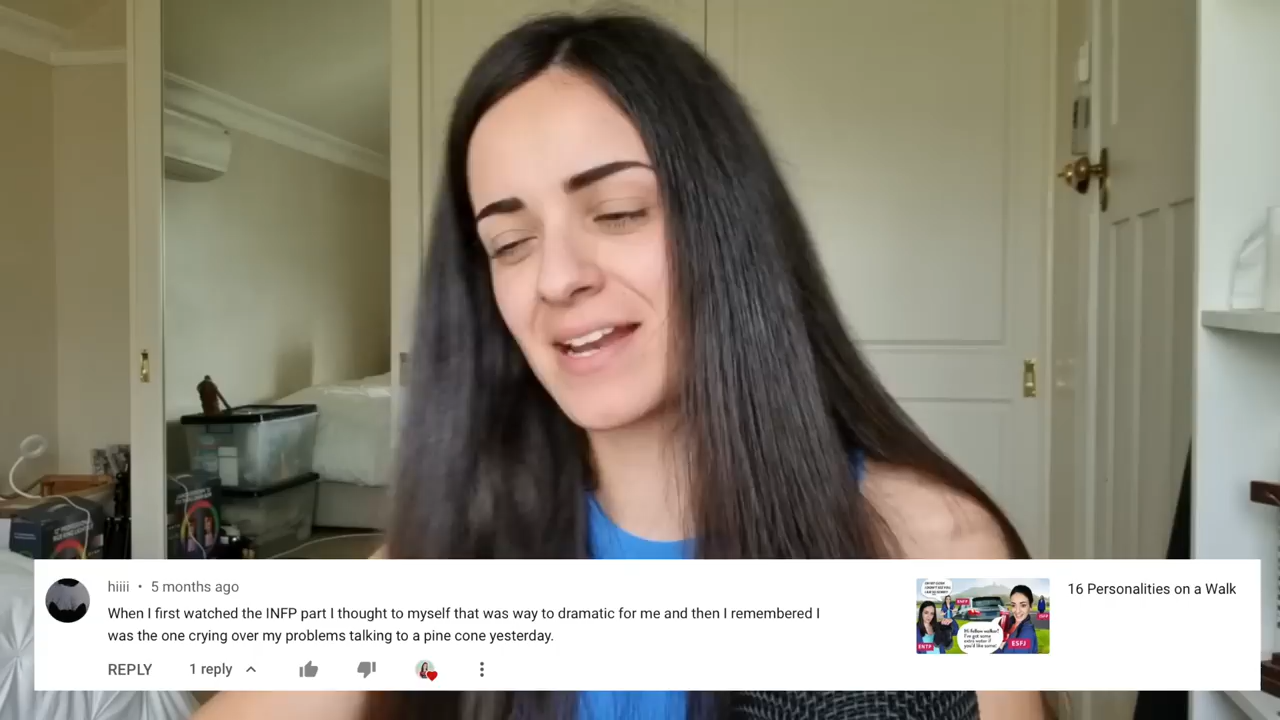 hiiii • 5 months ago
When I first watched the INFP part I thought to myself that was way to dramatic for me and then I remembered I
was the one crying over my problems talking to a pine cone yesterday.
REPLY 1 reply
16 Personalities on a Walk
ENTP
ESFJ